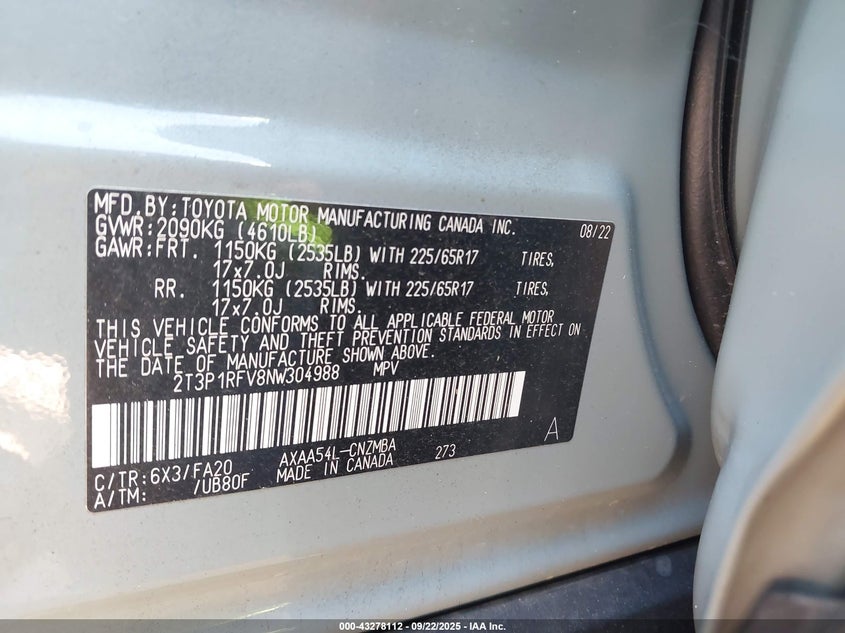 MFD. BY: TOYOTA MOTOR MANUFACTURING CANADA INC. 08/22
GVWR: 2090KG (4610LB)
GAWR: FRT. 1150KG (2535LB) WITH 225/65R17 TIRES,
17x7.0J RIMS.
RR. 1150KG (2535LB) WITH 225/65R17 TIRES,
17x7.0J RIMS.
THIS VEHICLE CONFORMS TO ALL APPLICABLE FEDERAL MOTOR
VEHICLE SAFETY AND THEFT PREVENTION STANDARDS IN EFFECT ON
THE DATE OF MANUFACTURE SHOWN ABOVE.
2T3P1RFV8NW304988 MPV
A
C/TR: 6X3/FA20 AXAA54L-CNZMBA 273
A/TM: /UB80F MADE IN CANADA
000-43278112 - 09/22/2025 - IAA Inc.